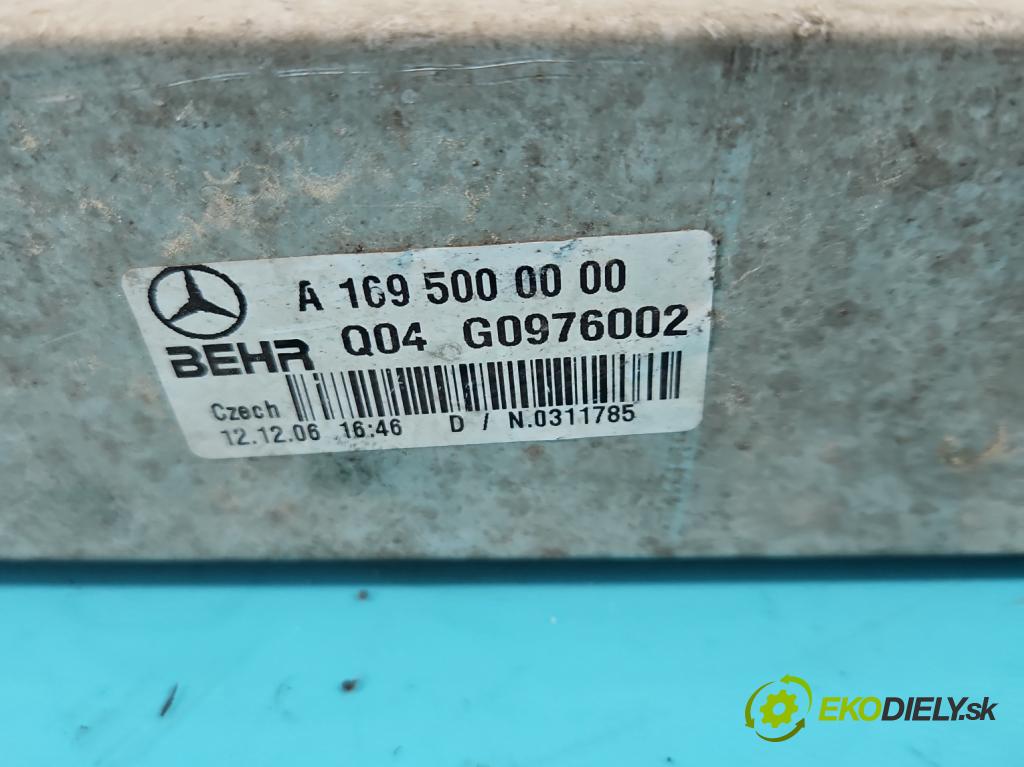 A 169 500 00 00
BEHR Q04 G0976002
Czech
12.12.06 16:46 D / N.0311785
EKODIELY.sk